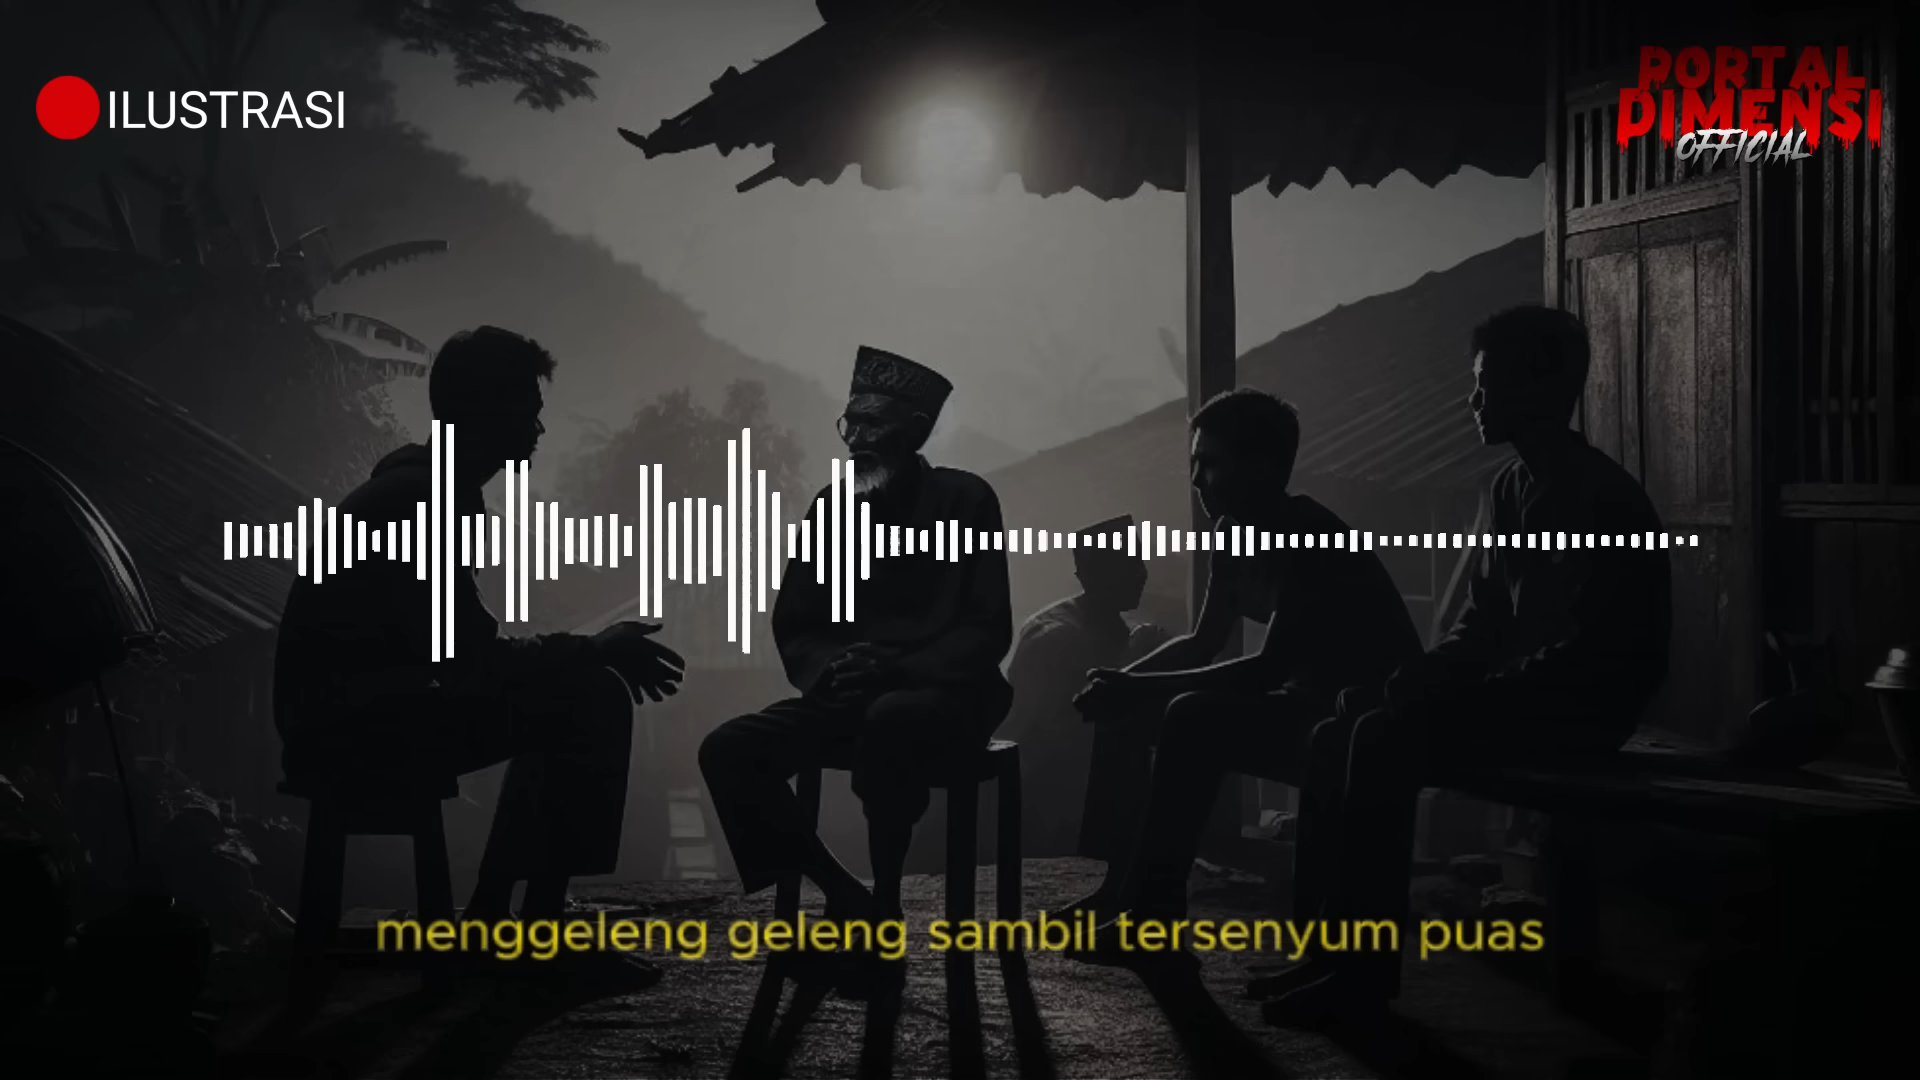 ILUSTRASI
PORTAL
DIMENSI
OFFICIAL
menggeleng geleng sambil tersenyum puas